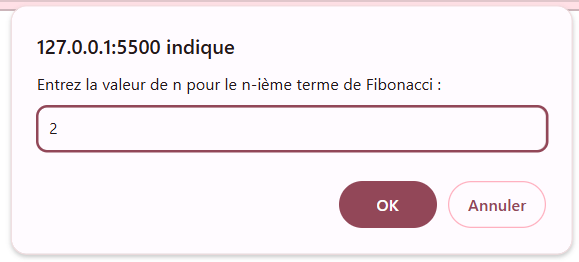 127.0.0.1:5500 indique
Entrez la valeur de n pour le n-ième terme de Fibonacci :
2
OK
Annuler